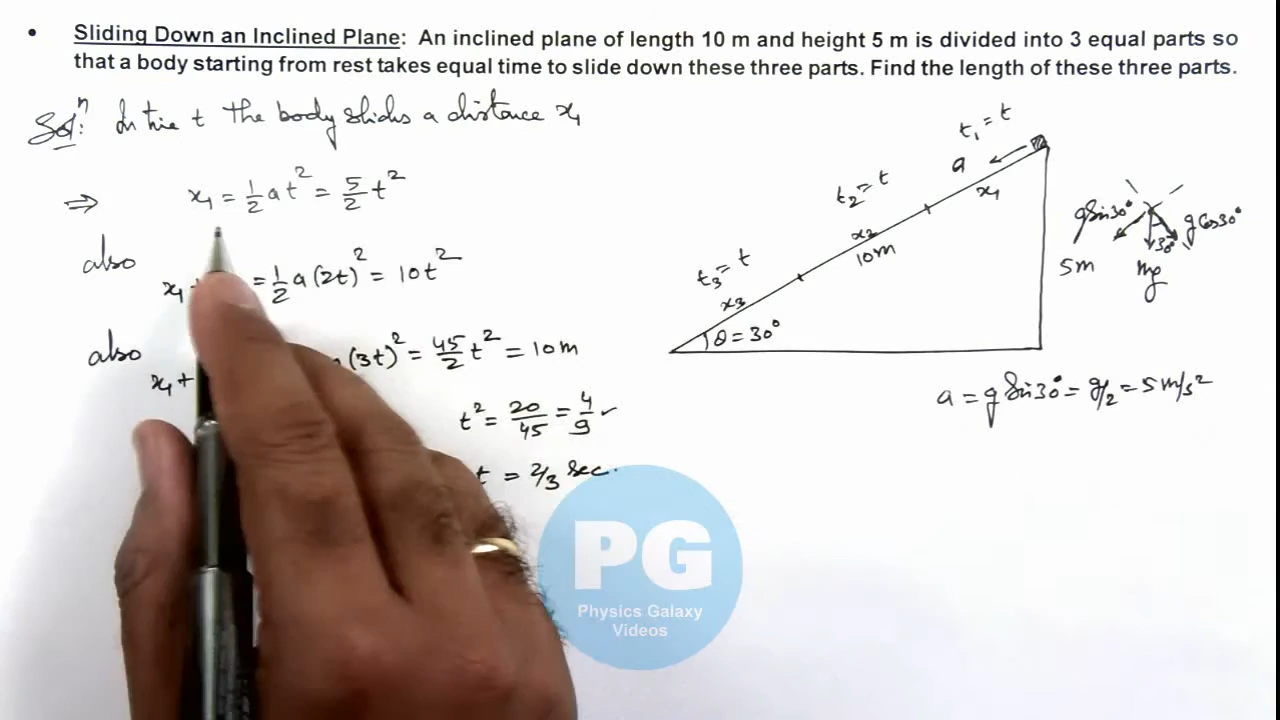 • Sliding Down an Inclined Plane: An inclined plane of length 10 m and height 5 m is divided into 3 equal parts so
that a body starting from rest takes equal time to slide down these three parts. Find the length of these three parts.
Solⁿ: In time t the body slides a distance x₁
⇒ x₁ = ½ a t² = 5/2 t²
also
x₁+ = ½ a (2t)² = 10t²
also
x₁+ (3t)² = 45/2 t² = 10m
t² = 20/45 = 4/9 ✓
t = 2/3 sec.
t₁ = t
a
x₁
t₂ = t
x₂
10m
t₃ = t
x₃
θ = 30°
5m
gsin30°
gcos30°
30°
mg
a = g sin30° = g/2 = 5 m/s²
PG
Physics Galaxy
Videos